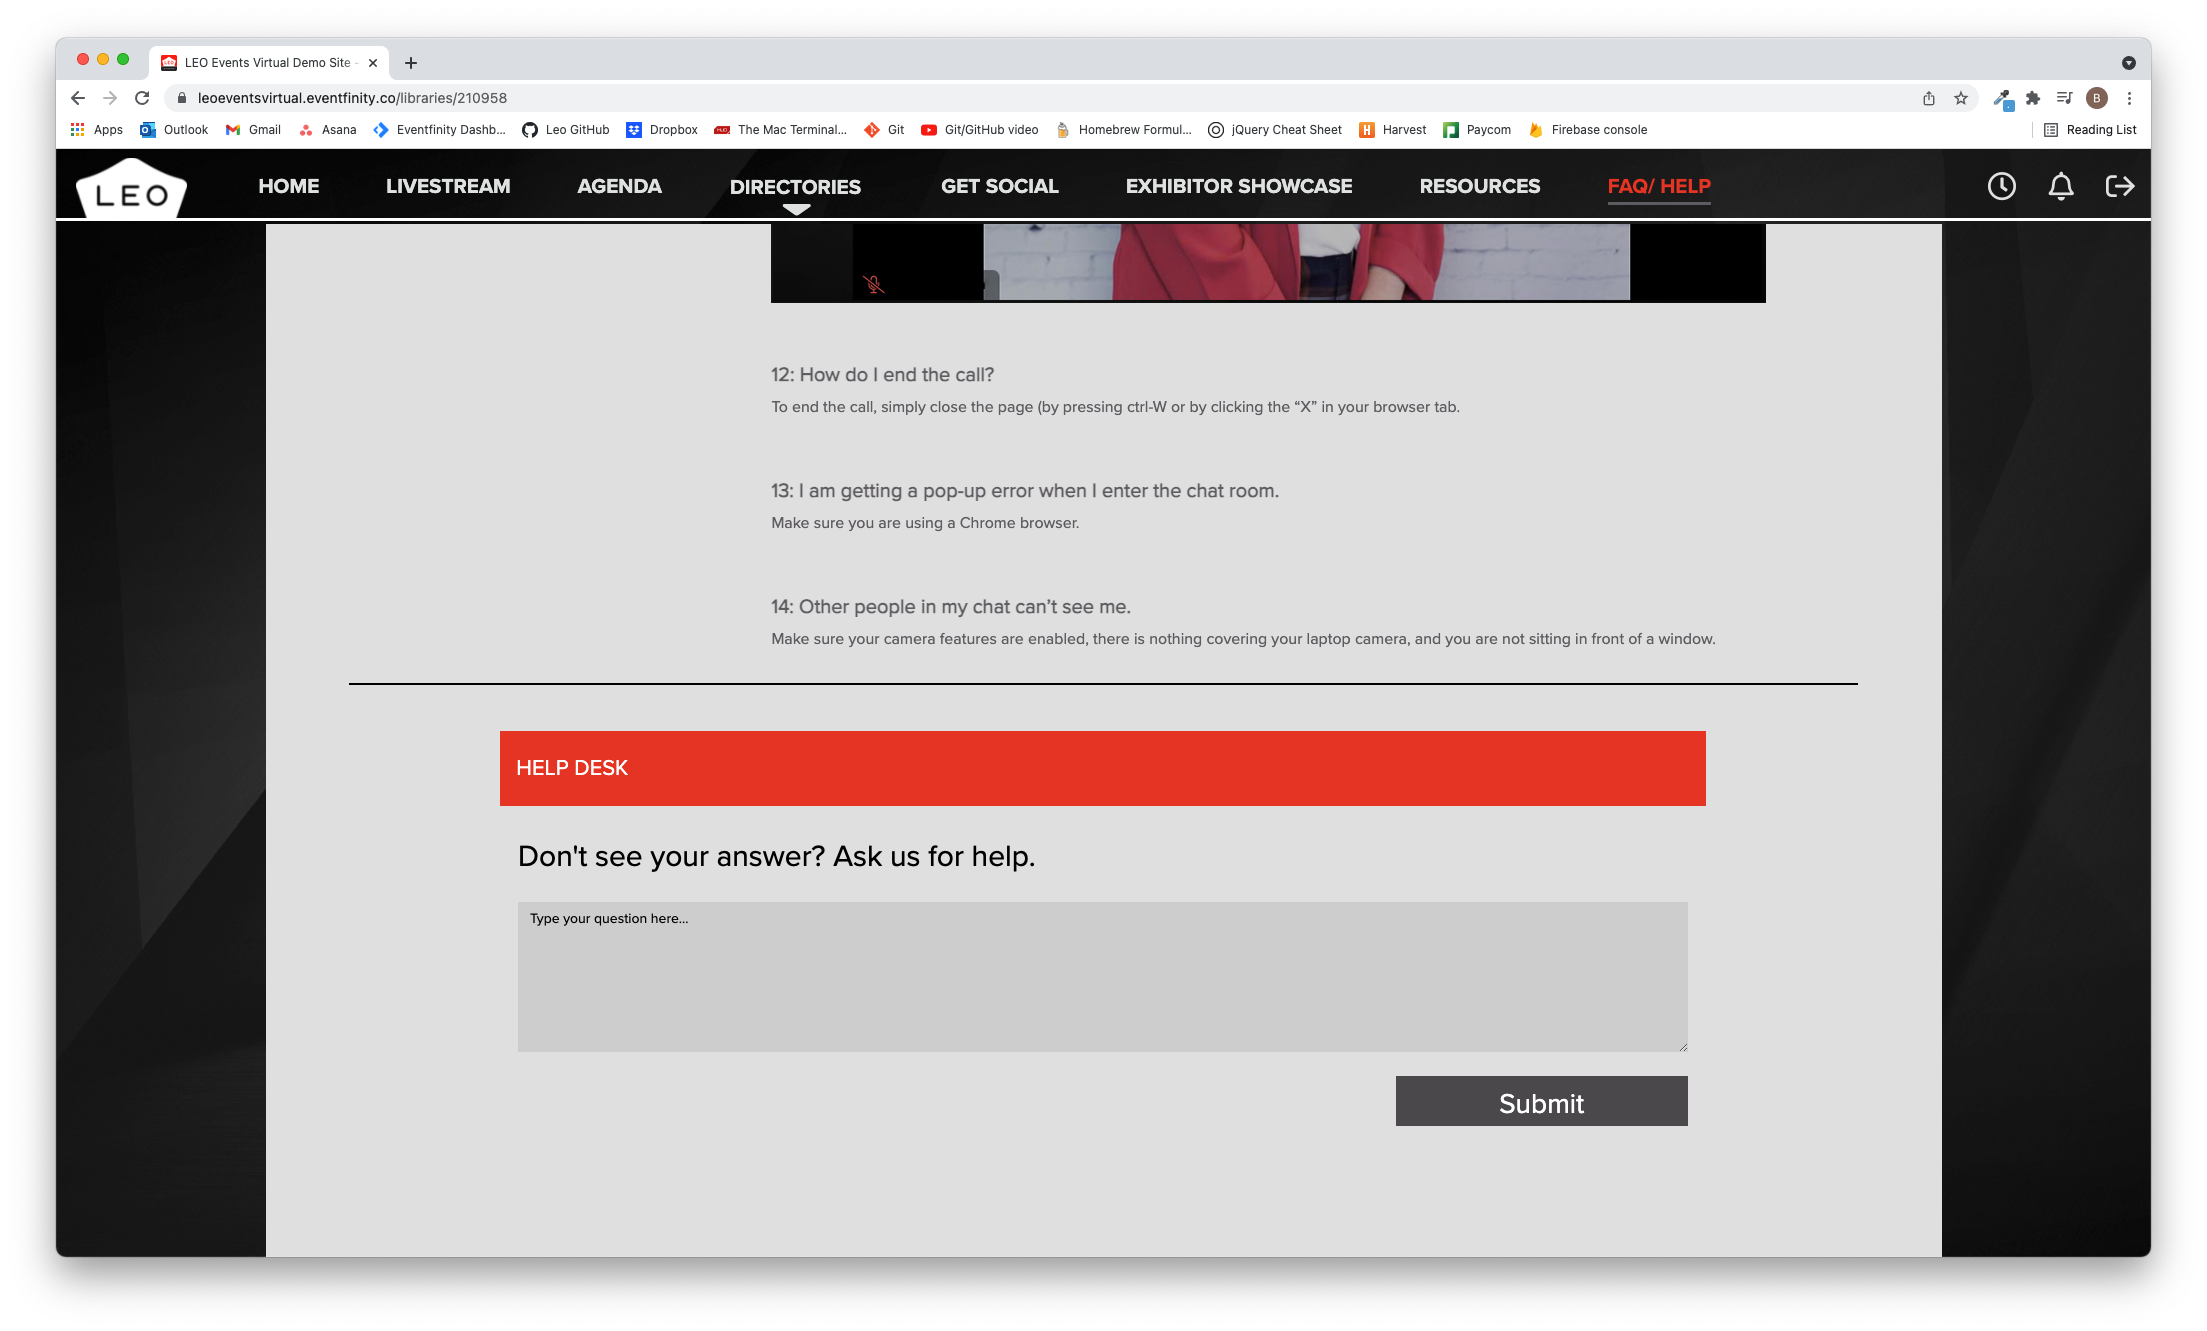 LEO Events Virtual Demo Site -
leoeventsvirtual.eventfinity.co/libraries/210958
B
Apps Outlook Gmail Asana Eventfinity Dashb... Leo GitHub Dropbox The Mac Terminal... Git Git/GitHub video Homebrew Formul... jQuery Cheat Sheet Harvest Paycom Firebase console Reading List
LEO HOME LIVESTREAM AGENDA DIRECTORIES GET SOCIAL EXHIBITOR SHOWCASE RESOURCES FAQ/ HELP
12: How do I end the call?
To end the call, simply close the page (by pressing ctrl-W or by clicking the “X” in your browser tab.
13: I am getting a pop-up error when I enter the chat room.
Make sure you are using a Chrome browser.
14: Other people in my chat can’t see me.
Make sure your camera features are enabled, there is nothing covering your laptop camera, and you are not sitting in front of a window.
HELP DESK
Don't see your answer? Ask us for help.
Type your question here...
Submit